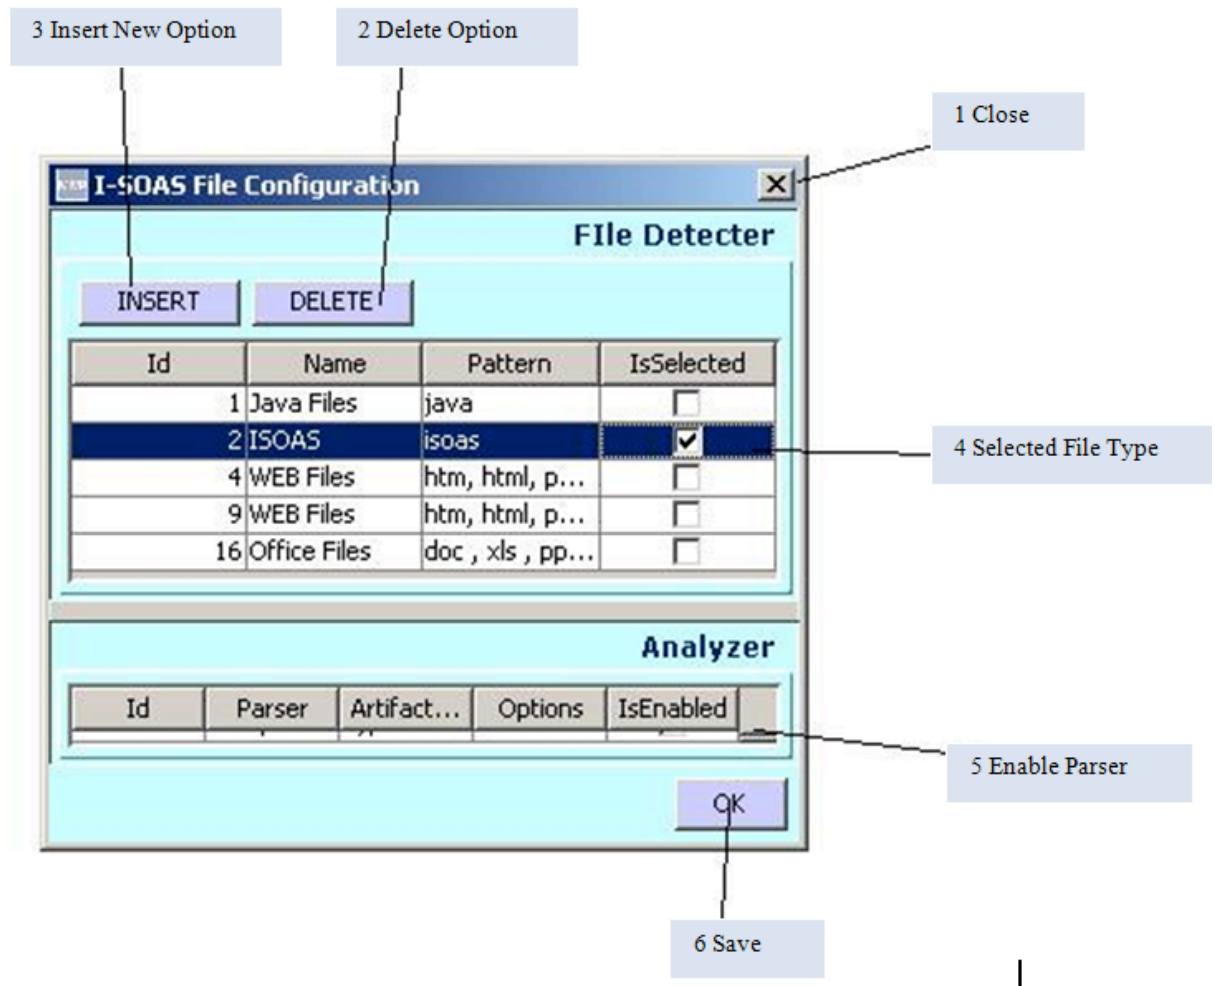 3 Insert New Option
2 Delete Option
1 Close
I-SOAS File Configuration
FIle Detecter
INSERT
DELETE
Id Name Pattern IsSelected
1 Java Files java
2 ISOAS isoas
4 WEB Files htm, html, p...
9 WEB Files htm, html, p...
16 Office Files doc , xls , pp...
4 Selected File Type
Analyzer
Id Parser Artifact... Options IsEnabled
5 Enable Parser
OK
6 Save